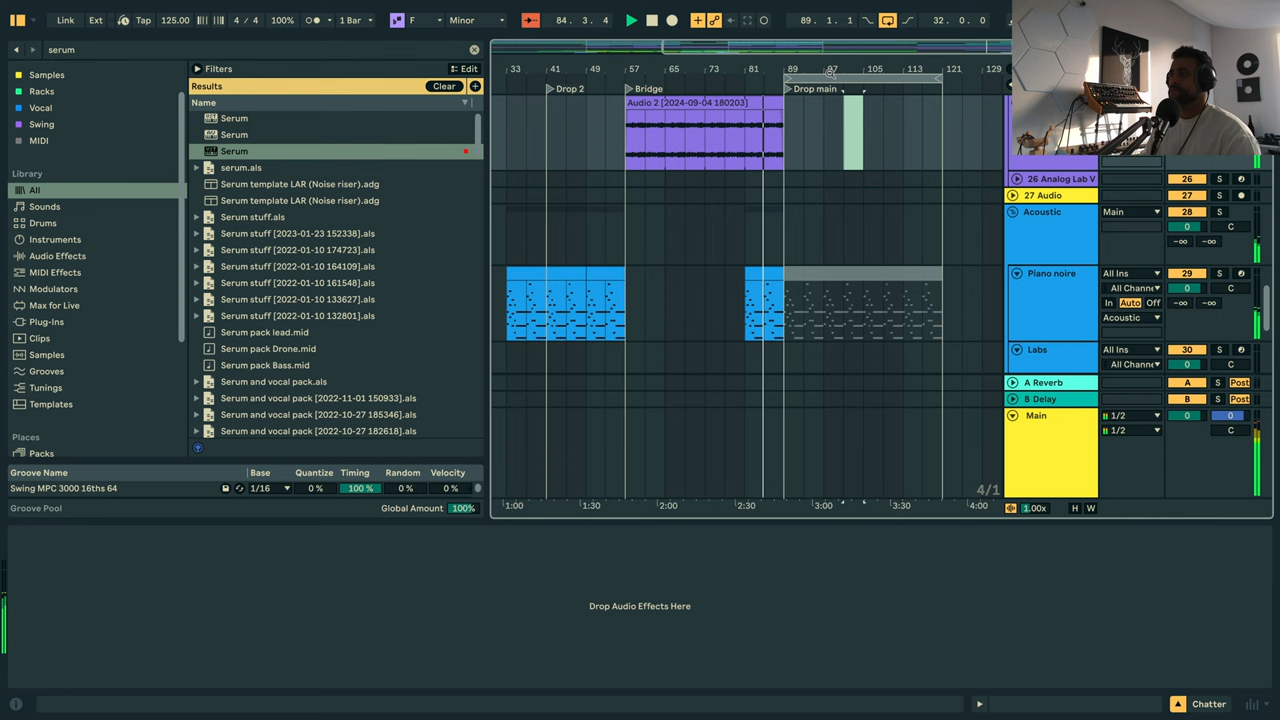 Link Ext Tap 125.00 4 / 4 100% 1 Bar F Minor 84. 3. 4 89. 1. 1 32. 0. 0
serum
Samples
Racks
Vocal
Swing
MIDI
Library
All
Sounds
Drums
Instruments
Audio Effects
MIDI Effects
Modulators
Max for Live
Plug-Ins
Clips
Samples
Grooves
Tunings
Templates
Places
Packs
Filters Edit
Results Clear
Name
Serum
Serum
Serum
serum.als
Serum template LAR (Noise riser).adg
Serum template LAR (Noise riser).adg
Serum stuff.als
Serum stuff [2023-01-23 152338].als
Serum stuff [2022-01-10 174723].als
Serum stuff [2022-01-10 164109].als
Serum stuff [2022-01-10 161548].als
Serum stuff [2022-01-10 133627].als
Serum stuff [2022-01-10 132801].als
Serum pack lead.mid
Serum pack Drone.mid
Serum pack Bass.mid
Serum and vocal pack.als
Serum and vocal pack [2022-11-01 150933].als
Serum and vocal pack [2022-10-27 185346].als
Serum and vocal pack [2022-10-27 182618].als
Groove Name Base Quantize Timing Random Velocity
Swing MPC 3000 16ths 64 1/16 0 % 100 % 0 % 0 %
Groove Pool Global Amount 100%
33 41 49 57 65 73 81 89 97 105 113 121 129
Drop 2 Bridge Drop main
Audio 2 [2024-09-04 180203]
4/1
1:00 1:30 2:00 2:30 3:00 3:30 4:00
26 Analog Lab V 26 S
27 Audio 27 S
Acoustic Main 28 S
0 C
-∞ -∞
Piano noire All Ins 29 S
All Channe 0 C
In Auto Off -∞ -∞
Acoustic
Labs All Ins 30 S
All Channe 0 C
A Reverb A S Post
B Delay B S Post
Main 1/2 0 0
1/2 C
1.00x H W
Drop Audio Effects Here
Chatter